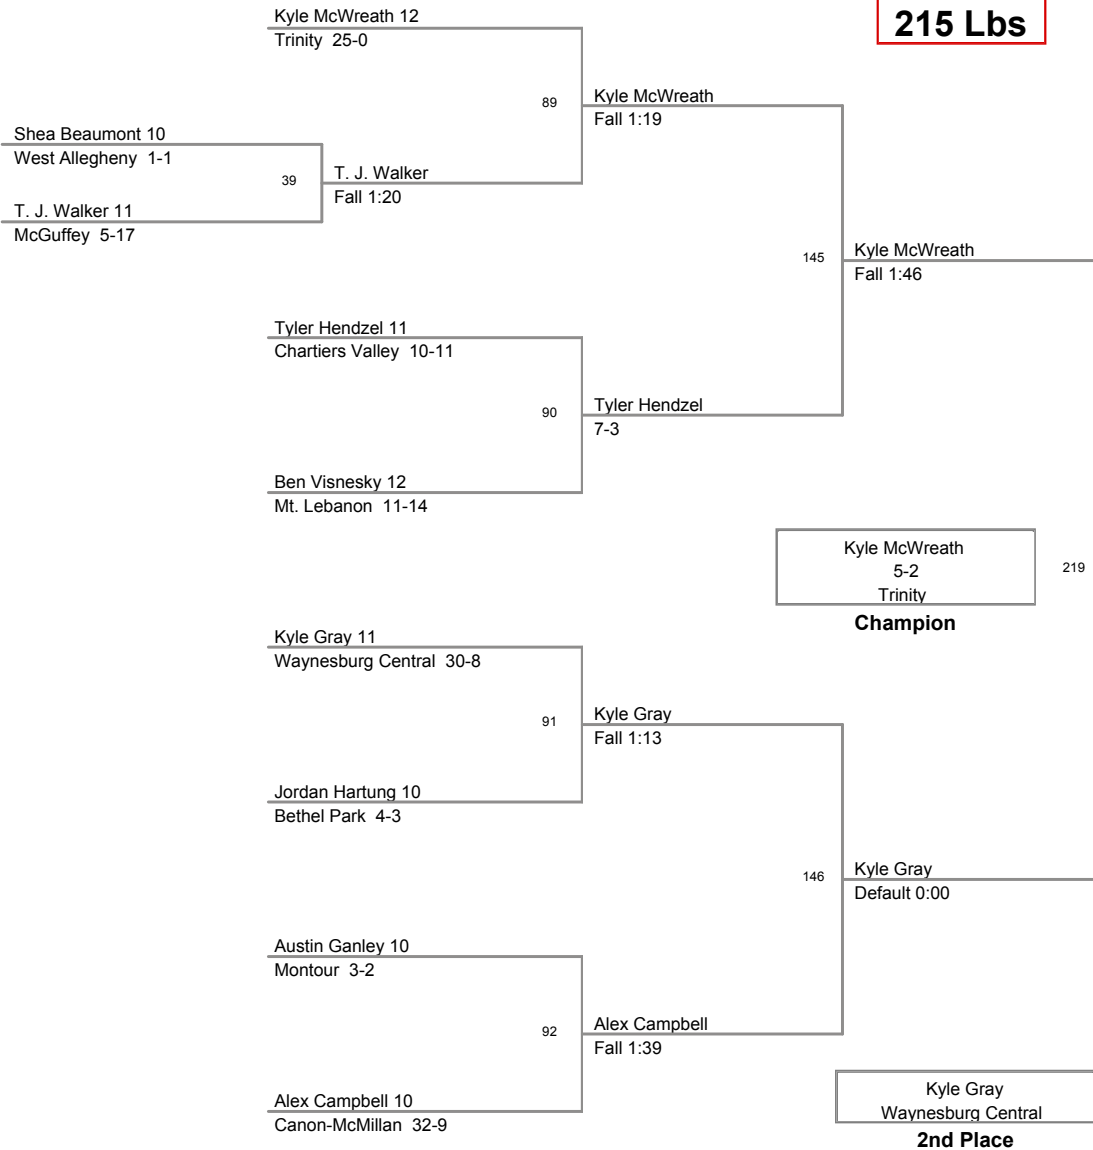 215 Lbs
Kyle McWreath 12
Trinity 25-0
89
Kyle McWreath
Fall 1:19
Shea Beaumont 10
West Allegheny 1-1
39
T. J. Walker
Fall 1:20
T. J. Walker 11
McGuffey 5-17
145
Kyle McWreath
Fall 1:46
Tyler Hendzel 11
Chartiers Valley 10-11
90
Tyler Hendzel
7-3
Ben Visnesky 12
Mt. Lebanon 11-14
Kyle McWreath
5-2
Trinity
219
Champion
Kyle Gray 11
Waynesburg Central 30-8
91
Kyle Gray
Fall 1:13
Jordan Hartung 10
Bethel Park 4-3
146
Kyle Gray
Default 0:00
Austin Ganley 10
Montour 3-2
92
Alex Campbell
Fall 1:39
Alex Campbell 10
Canon-McMillan 32-9
Kyle Gray
Waynesburg Central
2nd Place